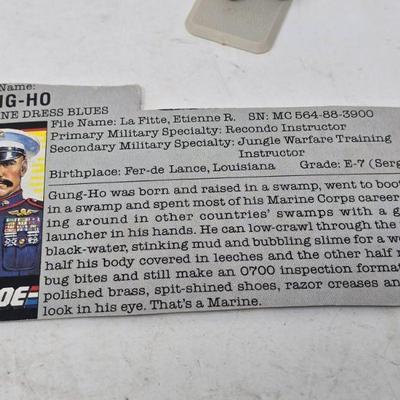 Name:
NG-HO
INE DRESS BLUES
File Name: La Fitte, Etienne R. SN: MC 564-88-3900
Primary Military Specialty: Recondo Instructor
Secondary Military Specialty: Jungle Warfare Training
Instructor
Birthplace: Fer-de Lance, Louisiana Grade: E-7 (Serg
Gung-Ho was born and raised in a swamp, went to boot
in a swamp and spent most of his Marine Corps career
ing around in other countries' swamps with a g
launcher in his hands. He can low-crawl through the
black-water, stinking mud and bubbling slime for a w
half his body covered in leeches and the other half
bug bites and still make an 0700 inspection format
polished brass, spit-shined shoes, razor creases an
look in his eye. That's a Marine.
OE